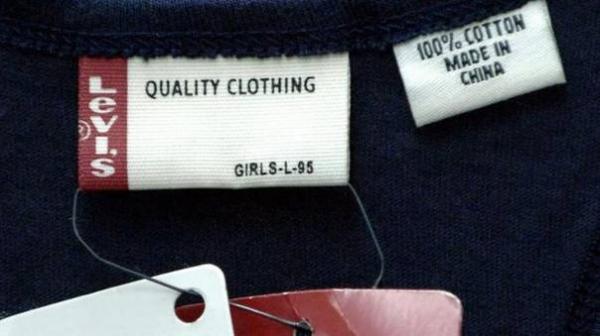 Levi's®
QUALITY CLOTHING
GIRLS-L-95
100% COTTON
MADE IN
CHINA